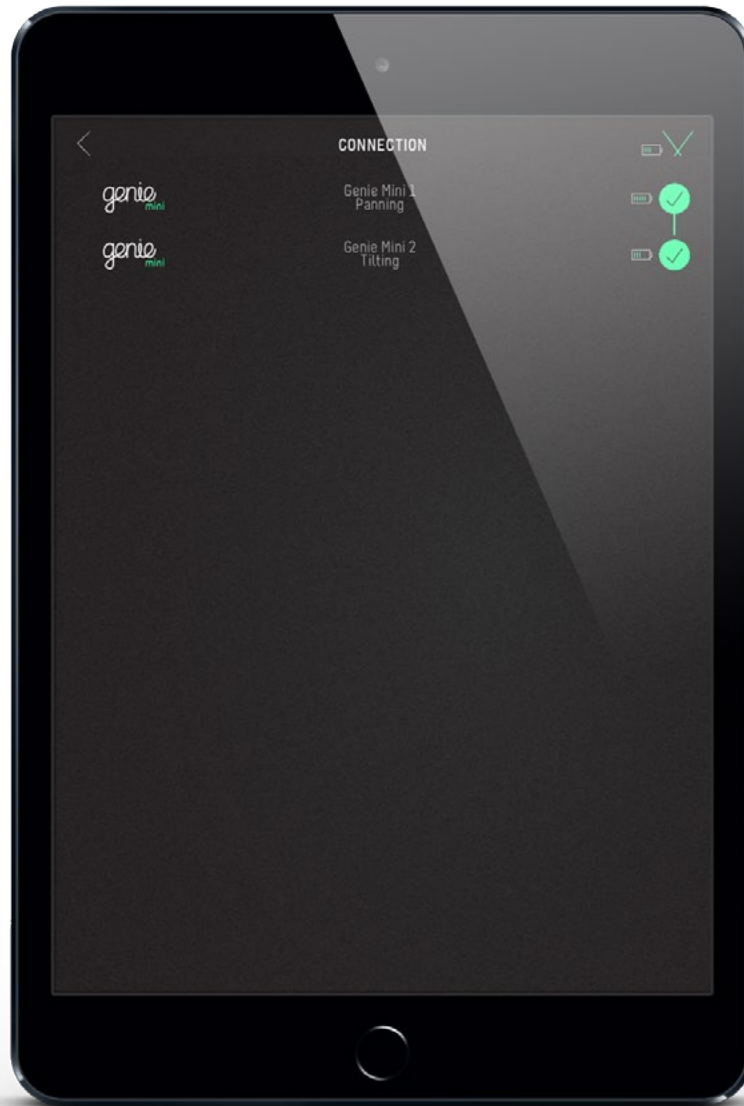 CONNECTION
genie mini
Genie Mini 1
Panning
genie mini
Genie Mini 2
Tilting